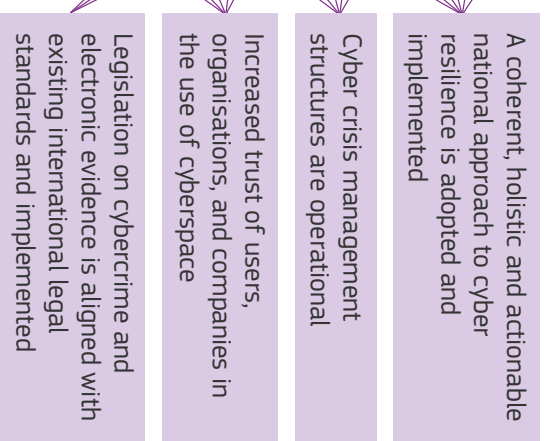 A coherent, holistic and actionable
national approach to cyber
resilience is adopted and
implemented
Cyber crisis management
structures are operational
Increased trust of users,
organisations, and companies in
the use of cyberspace
Legislation on cybercrime and
electronic evidence is aligned with
existing international legal
standards and implemented